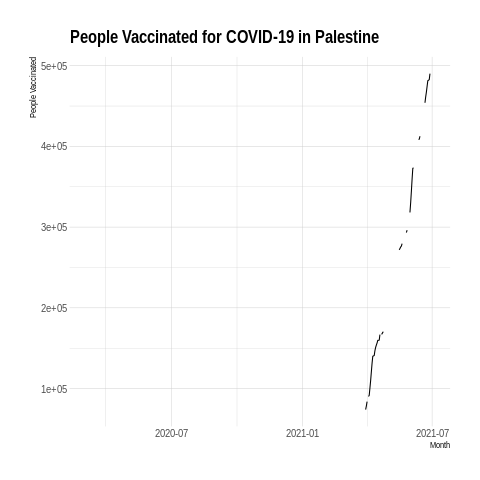 People Vaccinated for COVID-19 in Palestine
People Vaccinated
5e+05
4e+05
3e+05
2e+05
1e+05
2020-07 2021-01 2021-07
Month